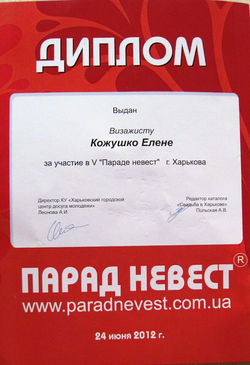 ДИПЛОМ
Выдан
Визажисту
Кожушко Елене
за участие в V "Параде невест" г. Харькова
Директор КУ «Харьковский городской
центр досуга молодежи»
Леонова А.И.
Редактор каталога
«Свадьба в Харькове»
Польская А.В.
ПАРАД НЕВЕСТ®
www.paradnevest.com.ua
24 июня 2012 г.